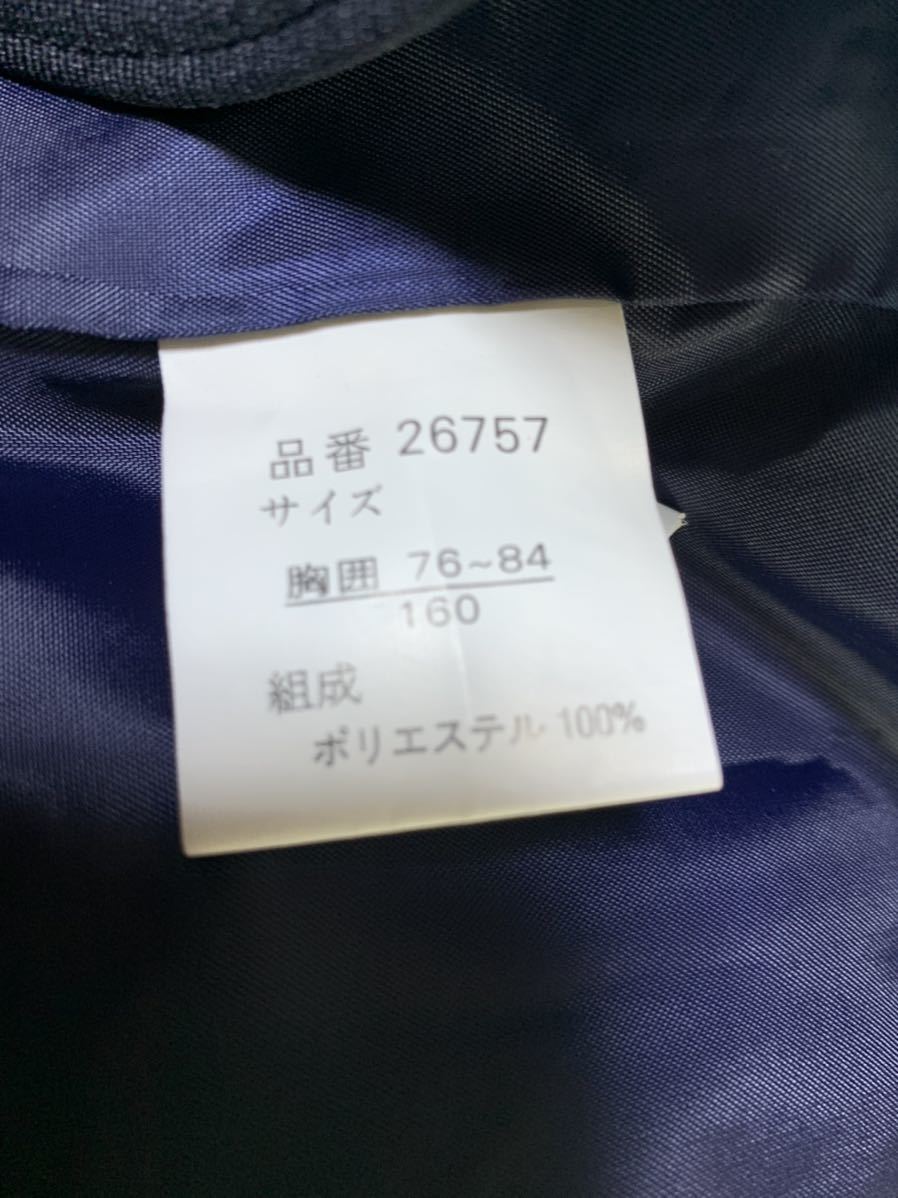 品番 26757
サイズ
胸囲 76~84
160
組成
ポリエステル 100%